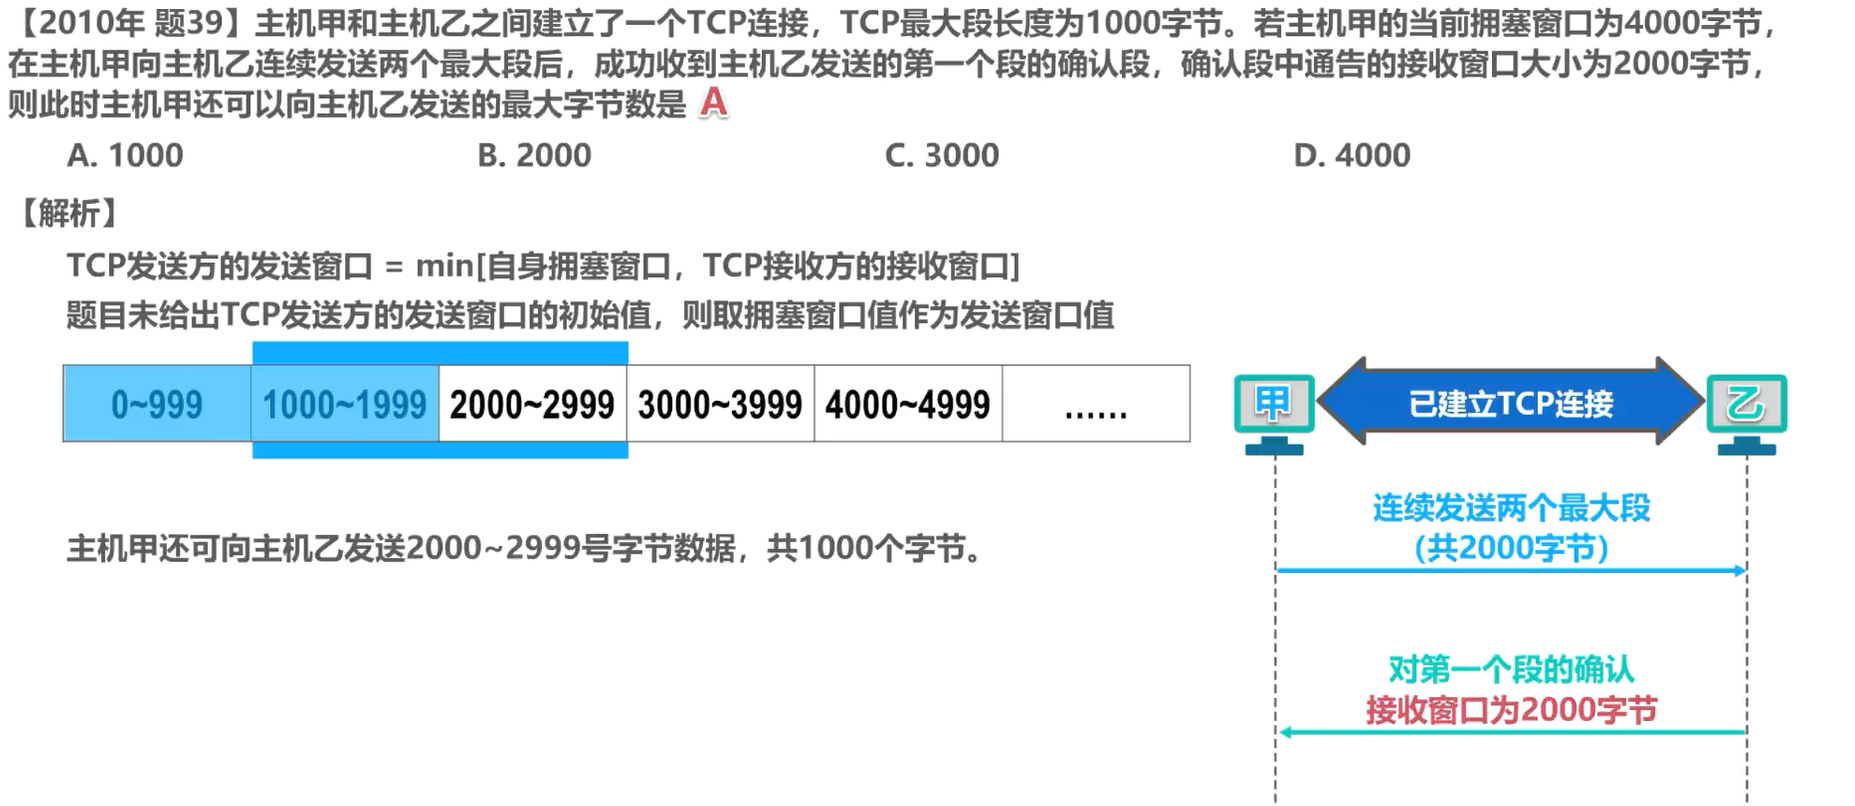 【2010年 题39】主机甲和主机乙之间建立了一个TCP连接，TCP最大段长度为1000字节。若主机甲的当前拥塞窗口为4000字节，
在主机甲向主机乙连续发送两个最大段后，成功收到主机乙发送的第一个段的确认段，确认段中通告的接收窗口大小为2000字节，
则此时主机甲还可以向主机乙发送的最大字节数是 A
A. 1000 B. 2000 C. 3000 D. 4000
【解析】
TCP发送方的发送窗口 = min[自身拥塞窗口，TCP接收方的接收窗口]
题目未给出TCP发送方的发送窗口的初始值，则取拥塞窗口值作为发送窗口值
0~999 1000~1999 2000~2999 3000~3999 4000~4999 ……
甲 已建立TCP连接 乙
连续发送两个最大段
（共2000字节）
主机甲还可向主机乙发送2000~2999号字节数据，共1000个字节。
对第一个段的确认
接收窗口为2000字节